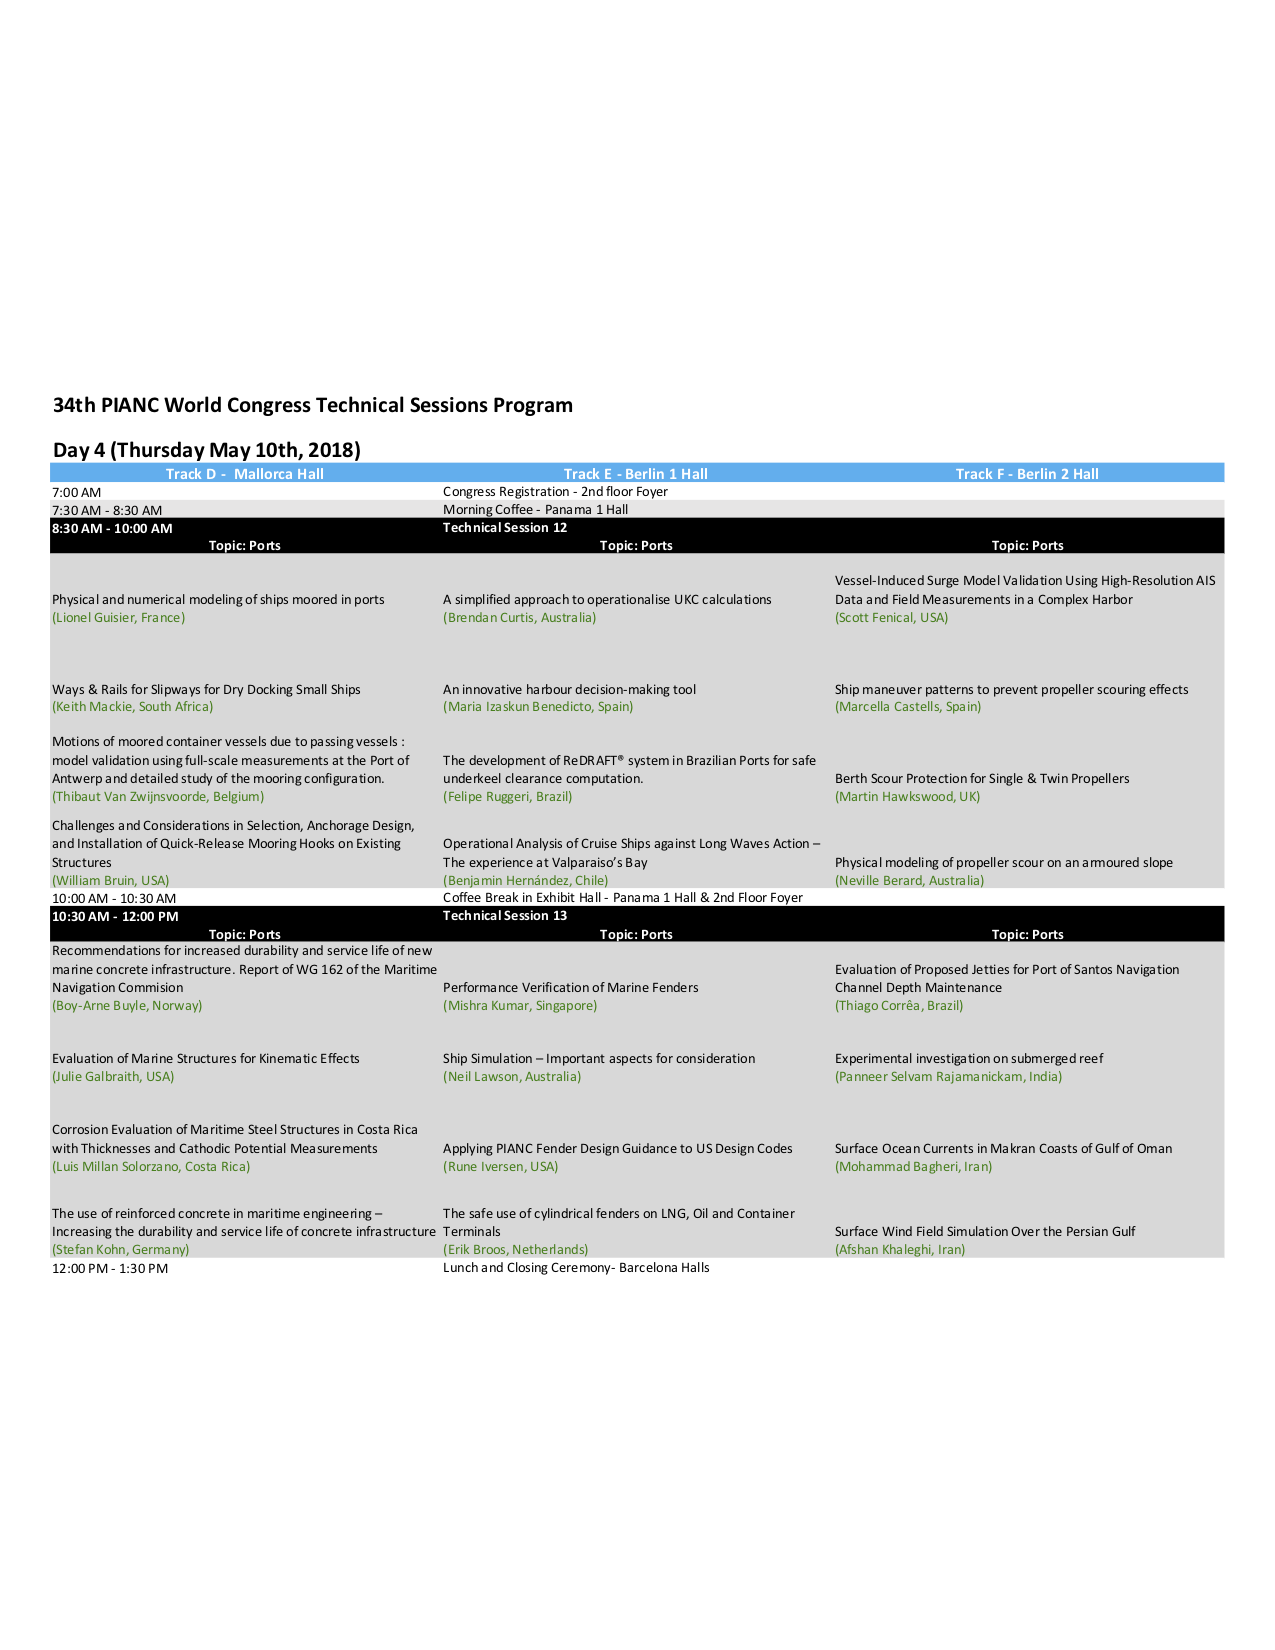 34th PIANC World Congress Technical Sessions Program
Day 4 (Thursday May 10th, 2018)
Track D - Mallorca Hall
Track E - Berlin 1 Hall
Track F - Berlin 2 Hall
7:00 AM
Congress Registration - 2nd floor Foyer
7:30 AM - 8:30 AM
Morning Coffee - Panama 1 Hall
8:30 AM - 10:00 AM
Technical Session 12
Topic: Ports
Topic: Ports
Topic: Ports
Physical and numerical modeling of ships moored in ports
(Lionel Guisier, France)
A simplified approach to operationalise UKC calculations
(Brendan Curtis, Australia)
Vessel-Induced Surge Model Validation Using High-Resolution AIS
Data and Field Measurements in a Complex Harbor
(Scott Fenical, USA)
Ways & Rails for Slipways for Dry Docking Small Ships
(Keith Mackie, South Africa)
An innovative harbour decision-making tool
(Maria Izaskun Benedicto, Spain)
Ship maneuver patterns to prevent propeller scouring effects
(Marcella Castells, Spain)
Motions of moored container vessels due to passing vessels :
model validation using full-scale measurements at the Port of
Antwerp and detailed study of the mooring configuration.
(Thibaut Van Zwijnsvoorde, Belgium)
The development of ReDRAFT® system in Brazilian Ports for safe
underkeel clearance computation.
(Felipe Ruggeri, Brazil)
Berth Scour Protection for Single & Twin Propellers
(Martin Hawkswood, UK)
Challenges and Considerations in Selection, Anchorage Design,
and Installation of Quick-Release Mooring Hooks on Existing
Structures
(William Bruin, USA)
Operational Analysis of Cruise Ships against Long Waves Action –
The experience at Valparaiso’s Bay
(Benjamin Hernández, Chile)
Physical modeling of propeller scour on an armoured slope
(Neville Berard, Australia)
10:00 AM - 10:30 AM
Coffee Break in Exhibit Hall - Panama 1 Hall & 2nd Floor Foyer
10:30 AM - 12:00 PM
Technical Session 13
Topic: Ports
Topic: Ports
Topic: Ports
Recommendations for increased durability and service life of new
marine concrete infrastructure. Report of WG 162 of the Maritime
Navigation Commision
(Boy-Arne Buyle, Norway)
Performance Verification of Marine Fenders
(Mishra Kumar, Singapore)
Evaluation of Proposed Jetties for Port of Santos Navigation
Channel Depth Maintenance
(Thiago Corrêa, Brazil)
Evaluation of Marine Structures for Kinematic Effects
(Julie Galbraith, USA)
Ship Simulation – Important aspects for consideration
(Neil Lawson, Australia)
Experimental investigation on submerged reef
(Panneer Selvam Rajamanickam, India)
Corrosion Evaluation of Maritime Steel Structures in Costa Rica
with Thicknesses and Cathodic Potential Measurements
(Luis Millan Solorzano, Costa Rica)
Applying PIANC Fender Design Guidance to US Design Codes
(Rune Iversen, USA)
Surface Ocean Currents in Makran Coasts of Gulf of Oman
(Mohammad Bagheri, Iran)
The use of reinforced concrete in maritime engineering –
Increasing the durability and service life of concrete infrastructure
(Stefan Kohn, Germany)
The safe use of cylindrical fenders on LNG, Oil and Container
Terminals
(Erik Broos, Netherlands)
Surface Wind Field Simulation Over the Persian Gulf
(Afshan Khaleghi, Iran)
12:00 PM - 1:30 PM
Lunch and Closing Ceremony- Barcelona Halls